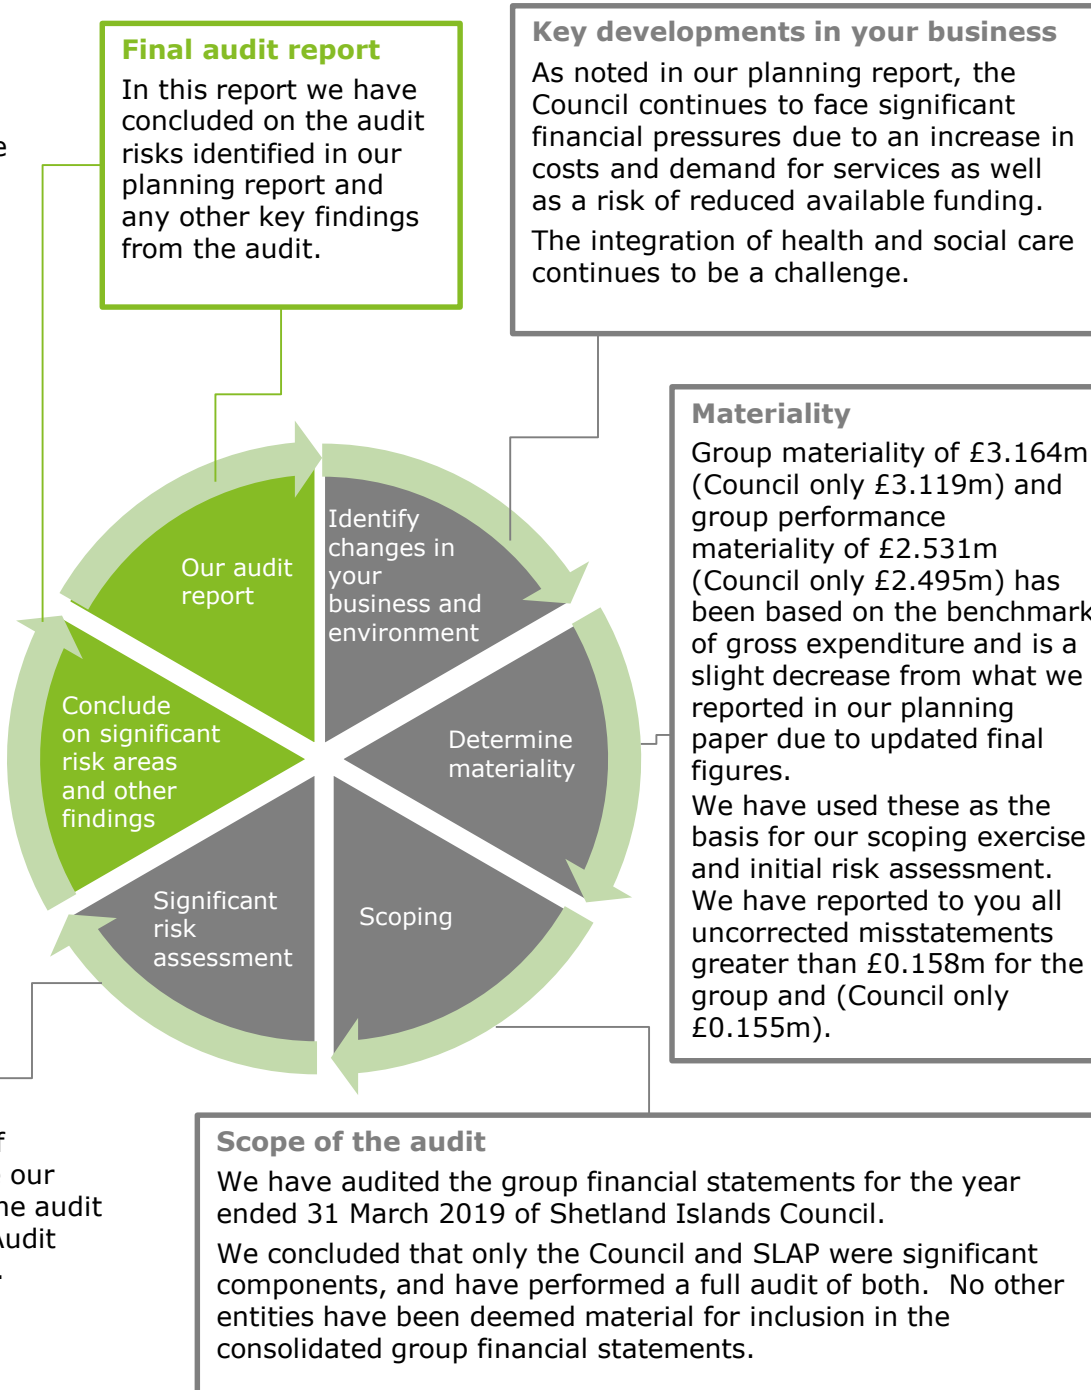 Final audit report
In this report we have
concluded on the audit
risks identified in our
planning report and
any other key findings
from the audit.
Key developments in your business
As noted in our planning report, the
Council continues to face significant
financial pressures due to an increase in
costs and demand for services as well
as a risk of reduced available funding.
The integration of health and social care
continues to be a challenge.
Materiality
Group materiality of £3.164m
(Council only £3.119m) and
group performance
materiality of £2.531m
(Council only £2.495m) has
been based on the benchmark
of gross expenditure and is a
slight decrease from what we
reported in our planning
paper due to updated final
figures.
We have used these as the
basis for our scoping exercise
and initial risk assessment.
We have reported to you all
uncorrected misstatements
greater than £0.158m for the
group and (Council only
£0.155m).
Our audit
report
Identify
changes in
your
business and
environment
Determine
materiality
Scoping
Significant
risk
assessment
Conclude
on significant
risk areas
and other
findings
our
audit
Scope of the audit
We have audited the group financial statements for the year
ended 31 March 2019 of Shetland Islands Council.
We concluded that only the Council and SLAP were significant
components, and have performed a full audit of both.  No other
entities have been deemed material for inclusion in the
consolidated group financial statements.